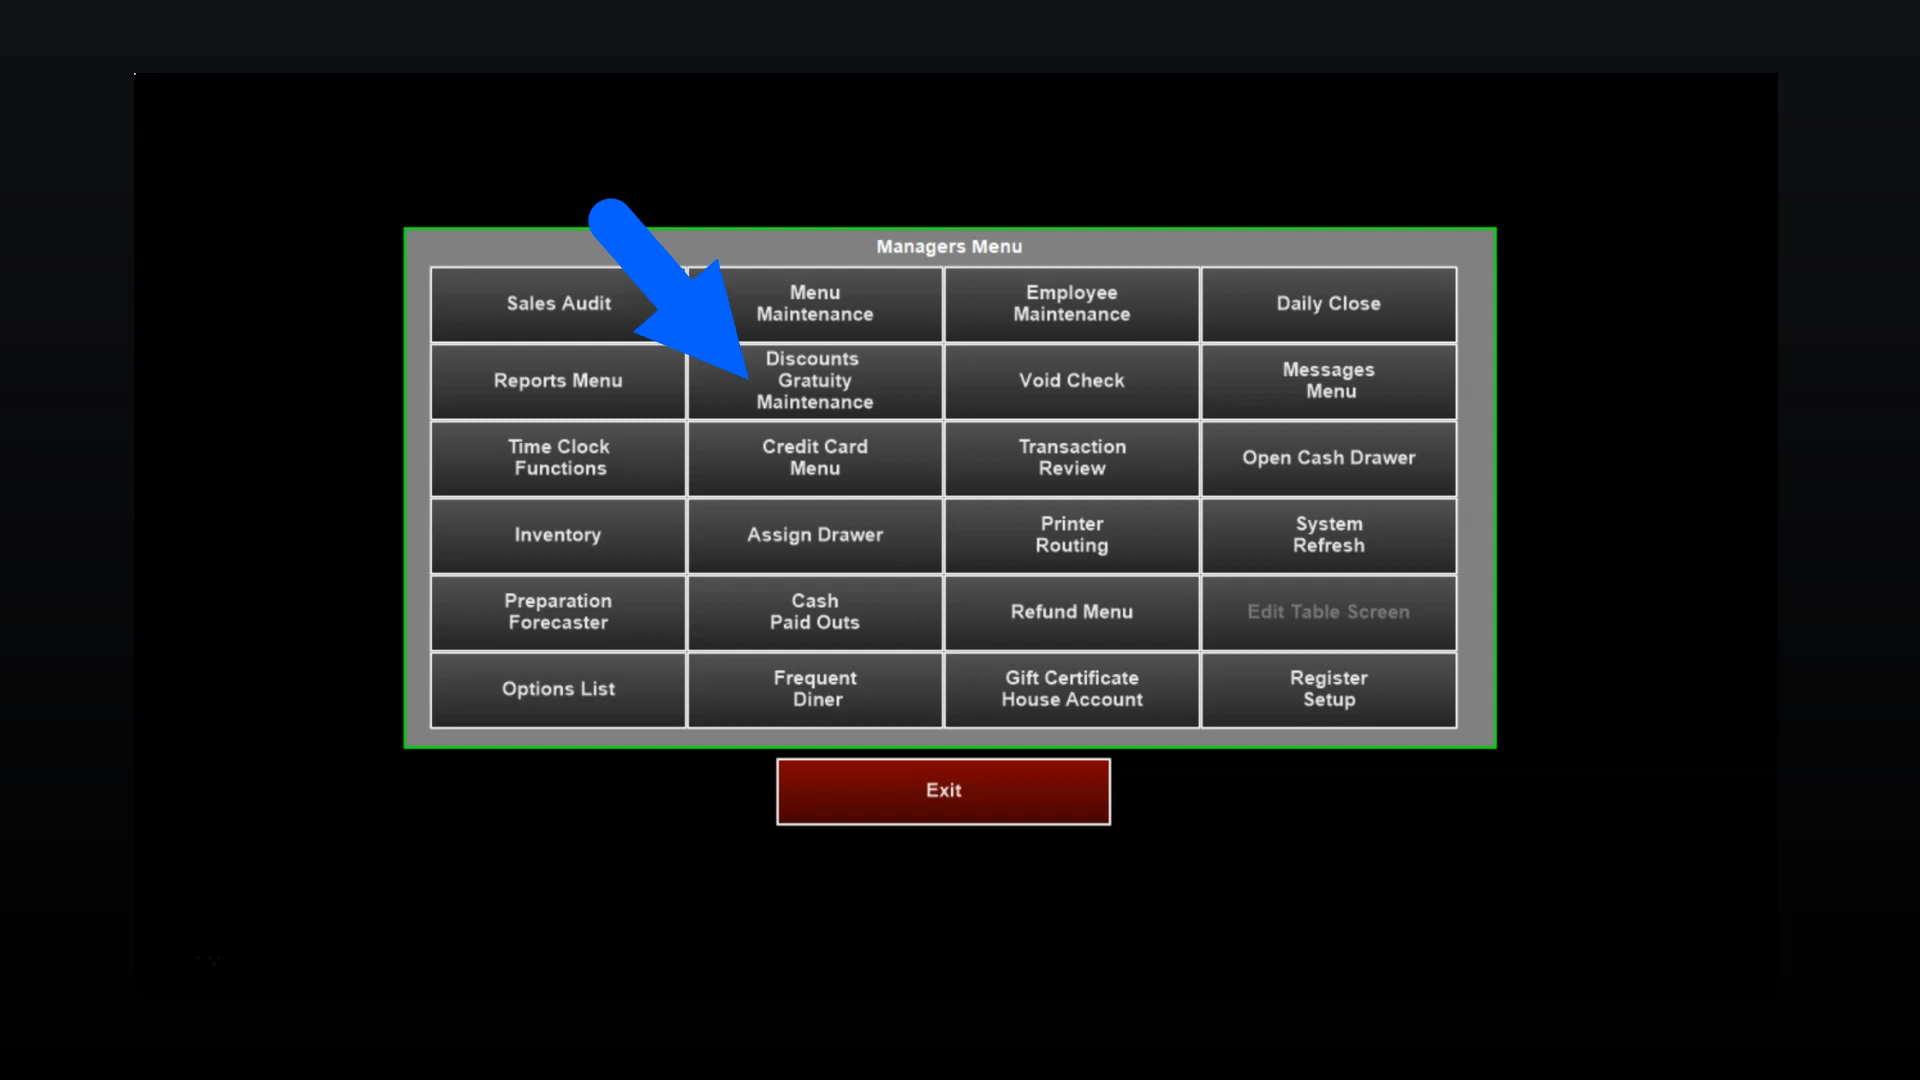 Managers Menu
Sales Audit
Menu
Maintenance
Employee
Maintenance
Daily Close
Reports Menu
Discounts
Gratuity
Maintenance
Void Check
Messages
Menu
Time Clock
Functions
Credit Card
Menu
Transaction
Review
Open Cash Drawer
Inventory
Assign Drawer
Printer
Routing
System
Refresh
Preparation
Forecaster
Cash
Paid Outs
Refund Menu
Edit Table Screen
Options List
Frequent
Diner
Gift Certificate
House Account
Register
Setup
Exit